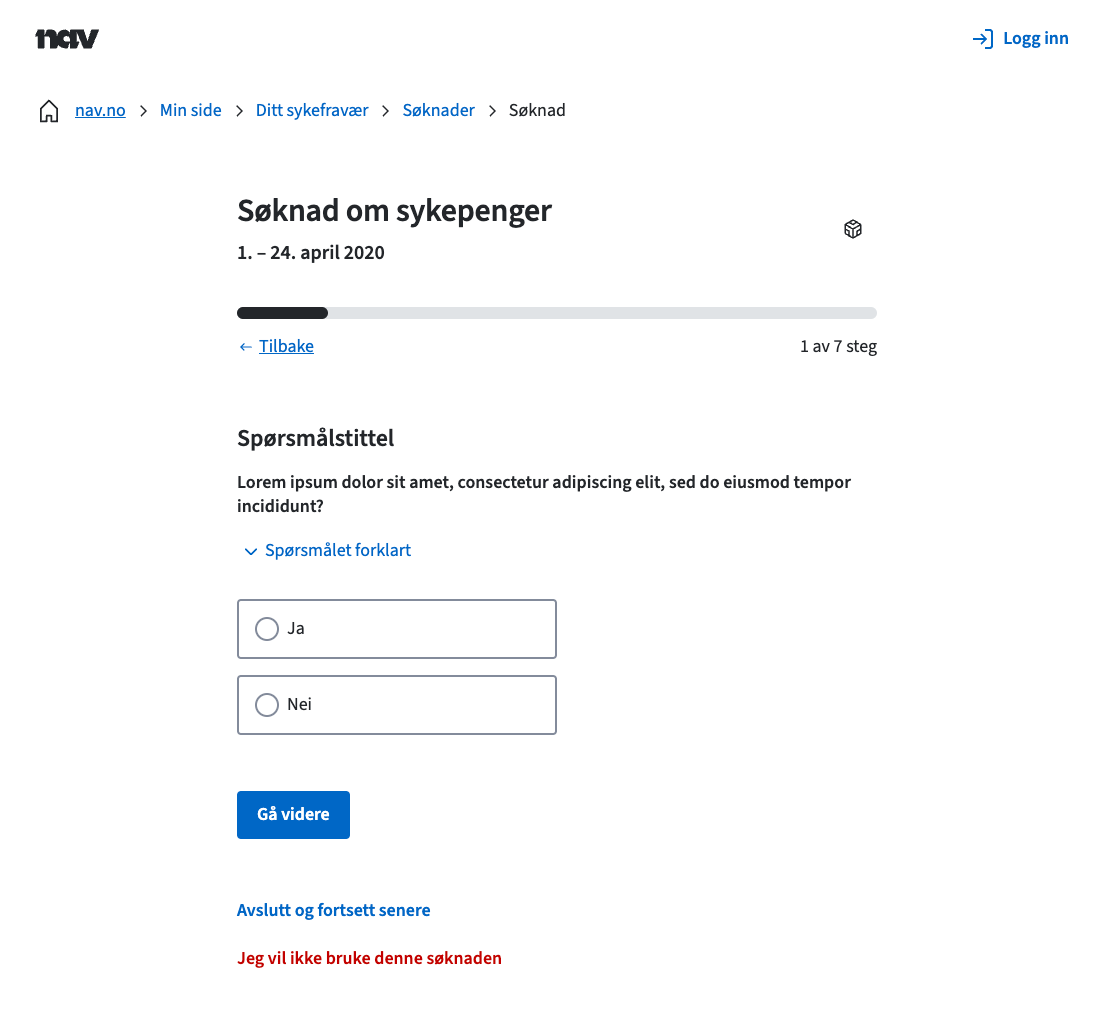 nav
Logg inn
nav.no
Min side
Ditt sykefravær
Søknader
Søknad
Søknad om sykepenger
1. – 24. april 2020
Tilbake
1 av 7 steg
Spørsmålstittel
Lorem ipsum dolor sit amet, consectetur adipiscing elit, sed do eiusmod tempor
incididunt?
Spørsmålet forklart
Ja
Nei
Gå videre
Avslutt og fortsett senere
Jeg vil ikke bruke denne søknaden